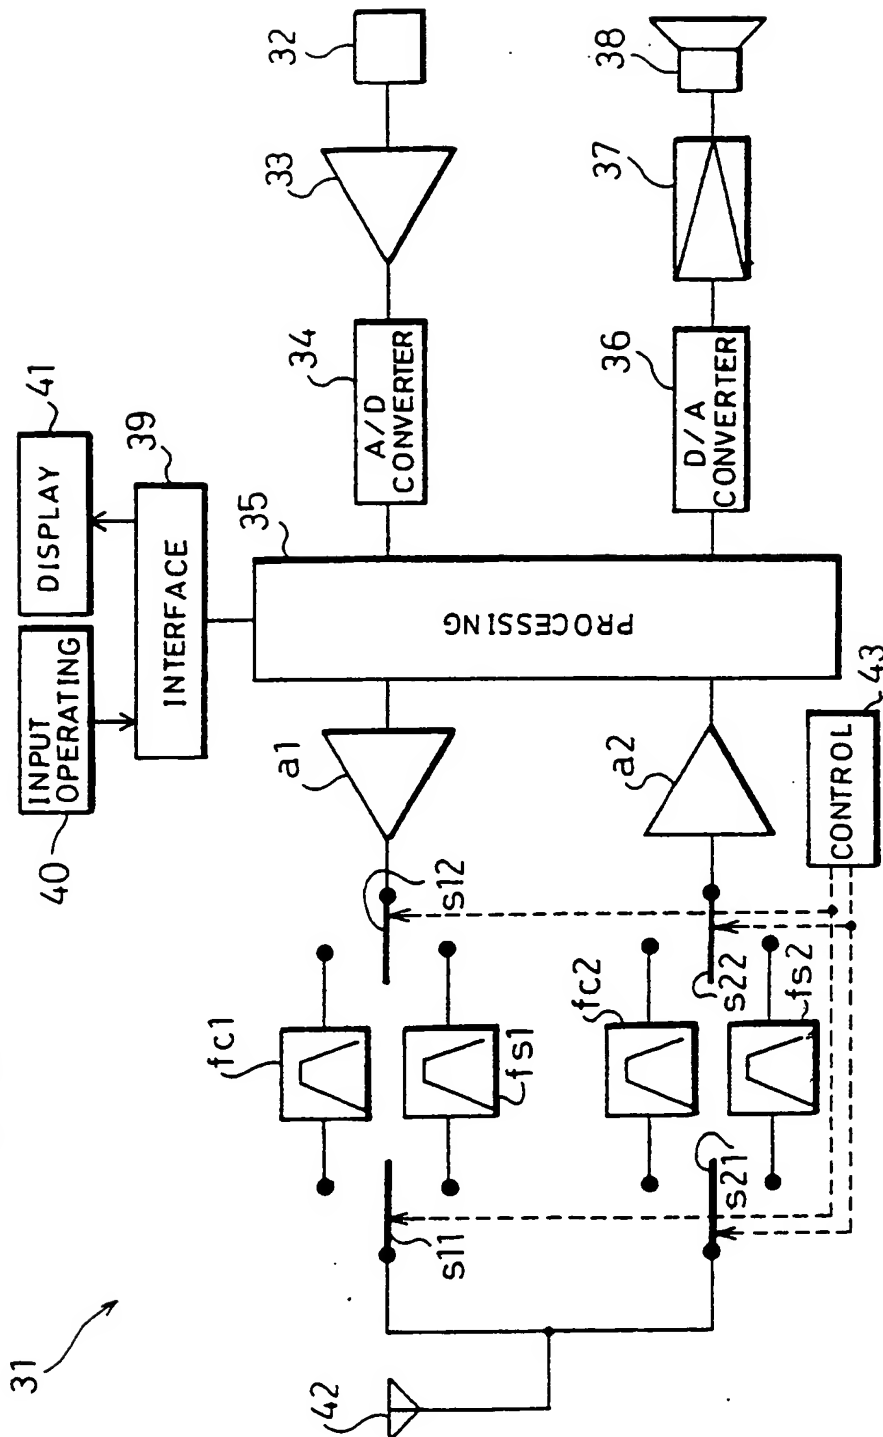 31
42
40
INPUT
OPERATING
41
DISPLAY
39
INTERFACE
35
PROCESSING
34
A/D
CONVERTER
33
32
36
D/A
CONVERTER
37
38
a1
a2
s12
fc1
fs1
s11
fc2
s22
fs2
s21
43
CONTROL